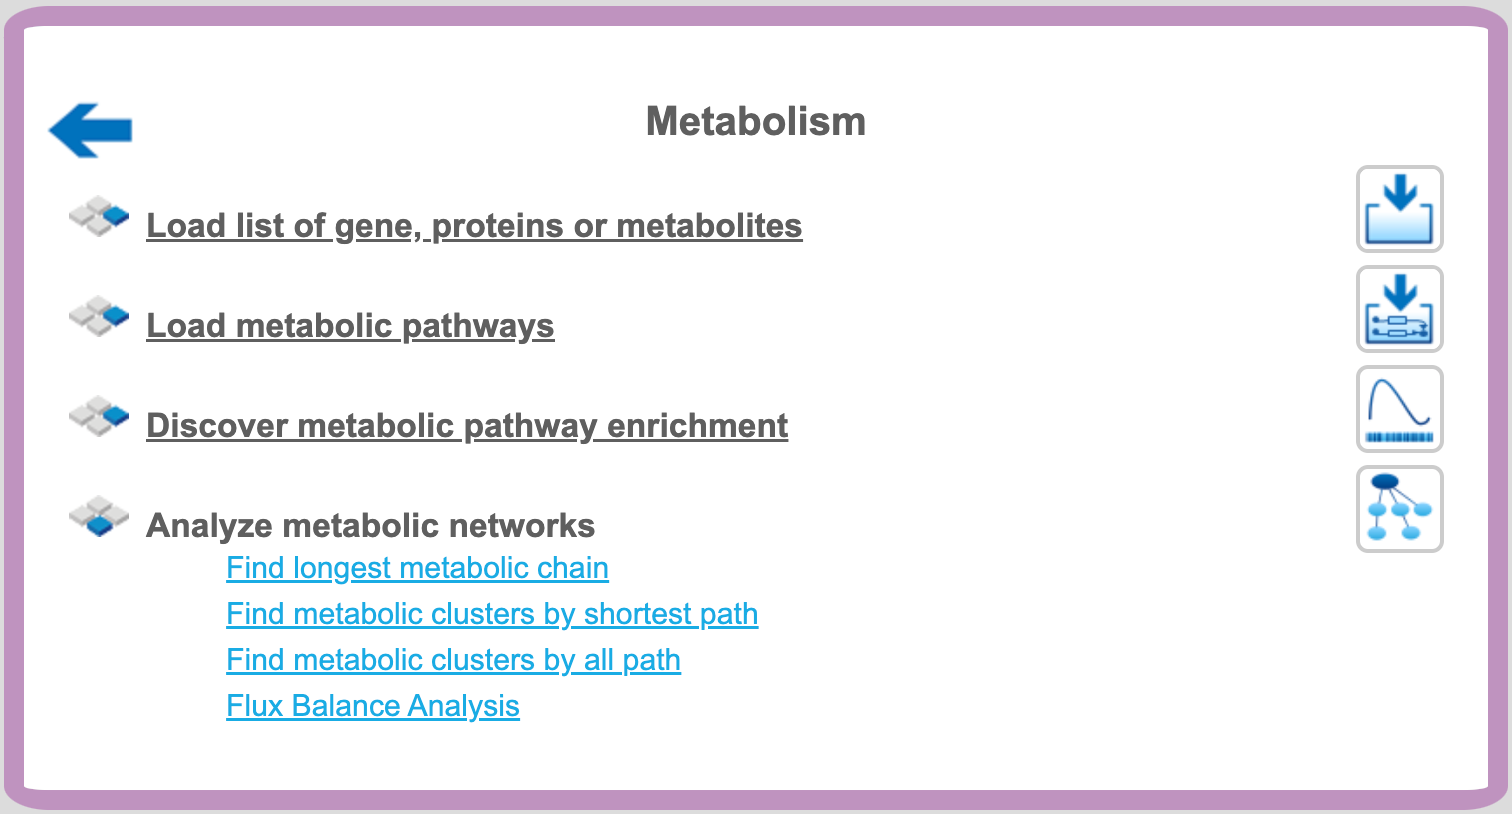 Metabolism
Load list of gene, proteins or metabolites
Load metabolic pathways
Discover metabolic pathway enrichment
Analyze metabolic networks
Find longest metabolic chain
Find metabolic clusters by shortest path
Find metabolic clusters by all path
Flux Balance Analysis